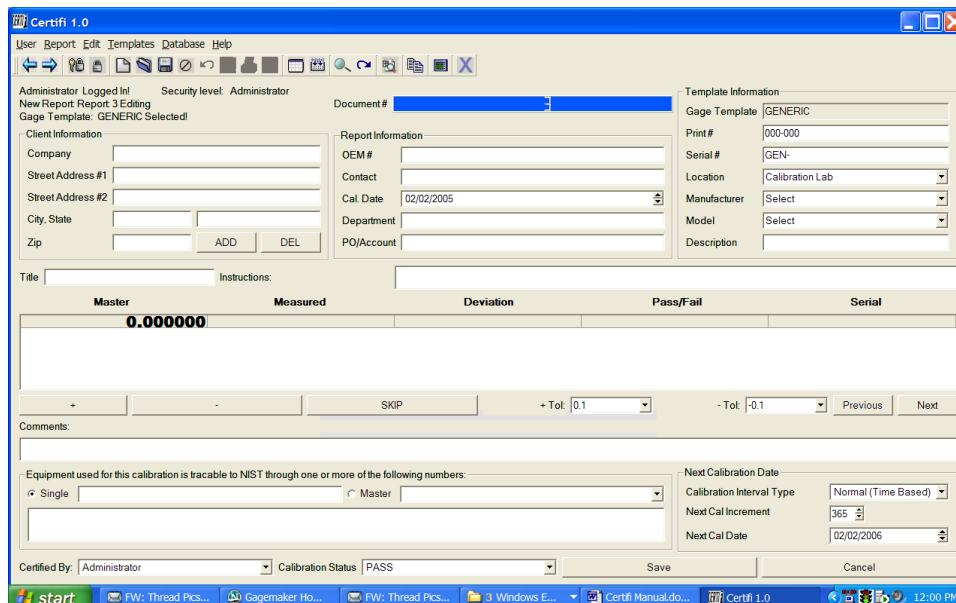 Certifi 1.0
User Report Edit Templates Database Help
Administrator Logged In! Security level: Administrator
New Report Report: 3 Editing
Gage Template: GENERIC Selected!
Document # 3
Client Information
Company
Street Address #1
Street Address #2
City, State
Zip ADD DEL
Report Information
OEM #
Contact
Cal. Date 02/02/2005
Department
PO/Account
Template Information
Gage Template GENERIC
Print # 000-000
Serial # GEN-
Location Calibration Lab
Manufacturer Select
Model Select
Description
Title Instructions:
Master Measured Deviation Pass/Fail Serial
0.000000
+ - SKIP + Tol: 0.1 - Tol: -0.1 Previous Next
Comments:
Equipment used for this calibration is tracable to NIST through one or more of the following numbers:
Single Master
Next Calibration Date
Calibration Interval Type Normal (Time Based)
Next Cal Increment 365
Next Cal Date 02/02/2006
Certified By: Administrator Calibration Status PASS Save Cancel
start FW: Thread Pics... Gagemaker Ho... FW: Thread Pics... 3 Windows E... Certifi Manual.do... Certifi 1.0 12:00 PM